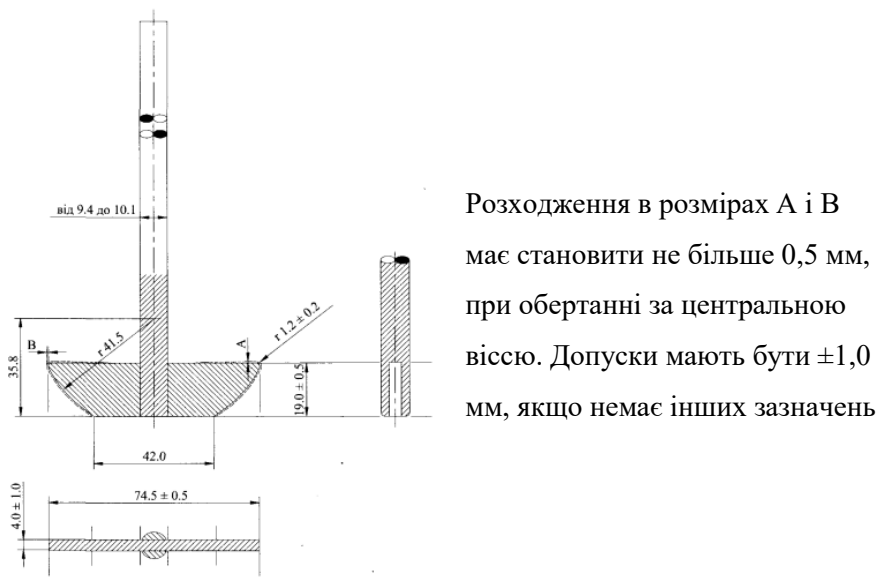 від 9.4 до 10.1
B
r 41.5
A
r 1.2 ± 0.2
35.8
19.0 ± 0.5
42.0
74.5 ± 0.5
4.0 ± 1.0
Розходження в розмірах А і В
має становити не більше 0,5 мм,
при обертанні за центральною
віссю. Допуски мають бути ±1,0
мм, якщо немає інших зазначень